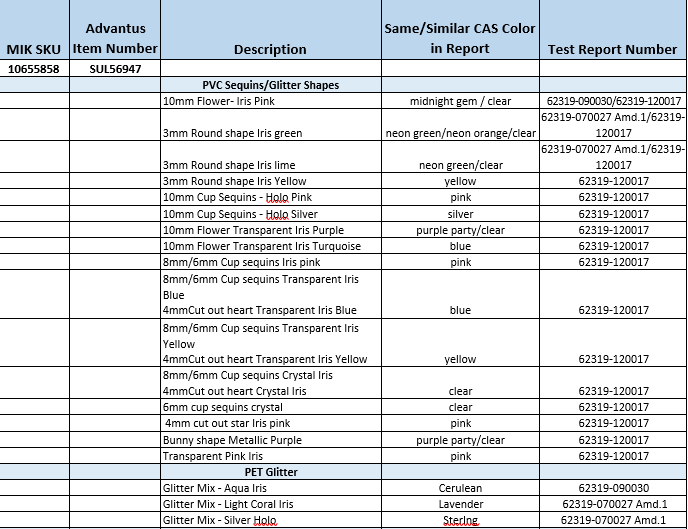 MIK SKU Advantus Item Number Description Same/Similar CAS Color in Report Test Report Number
10655858 SUL56947
PVC Sequins/Glitter Shapes
10mm Flower- Iris Pink midnight gem / clear 62319-090030/62319-120017
3mm Round shape Iris green neon green/neon orange/clear 62319-070027 Amd.1/62319-120017
3mm Round shape Iris lime neon green/clear 62319-070027 Amd.1/62319-120017
3mm Round shape Iris Yellow yellow 62319-120017
10mm Cup Sequins - Holo Pink pink 62319-120017
10mm Cup Sequins - Holo Silver silver 62319-120017
10mm Flower Transparent Iris Purple purple party/clear 62319-120017
10mm Flower Transparent Iris Turquoise blue 62319-120017
8mm/6mm Cup sequins Iris pink pink 62319-120017
8mm/6mm Cup sequins Transparent Iris
Blue
4mmCut out heart Transparent Iris Blue blue 62319-120017
8mm/6mm Cup sequins Transparent Iris
Yellow
4mmCut out heart Transparent Iris Yellow yellow 62319-120017
8mm/6mm Cup sequins Crystal Iris
4mmCut out heart Crystal Iris clear 62319-120017
6mm cup sequins crystal clear 62319-120017
4mm cut out star Iris pink pink 62319-120017
Bunny shape Metallic Purple purple party/clear 62319-120017
Transparent Pink Iris pink 62319-120017
PET Glitter
Glitter Mix - Aqua Iris Cerulean 62319-090030
Glitter Mix - Light Coral Iris Lavender 62319-070027 Amd.1
Glitter Mix - Silver Holo Sterlng 62319-070027 Amd.1